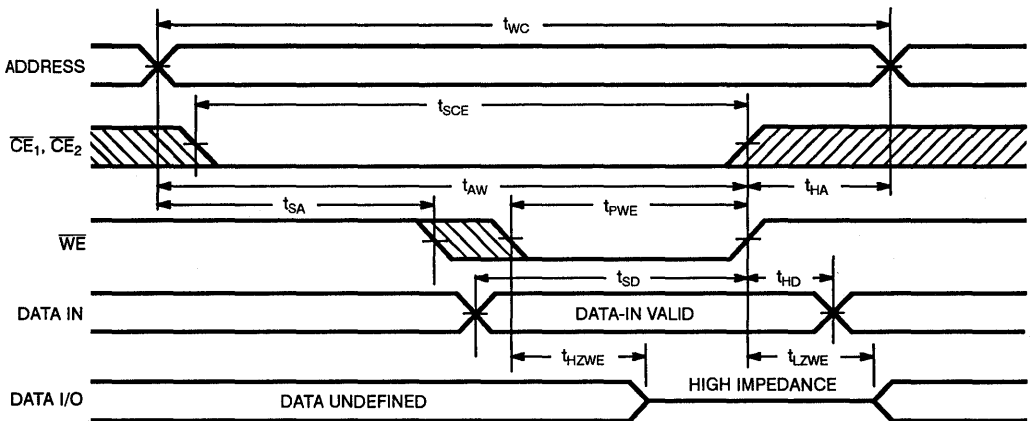 tWC
ADDRESS
tSCE
CE1, CE2
tAW
tHA
tSA
tPWE
WE
tSD
tHD
DATA IN
DATA-IN VALID
tHZWE
tLZWE
HIGH IMPEDANCE
DATA I/O
DATA UNDEFINED